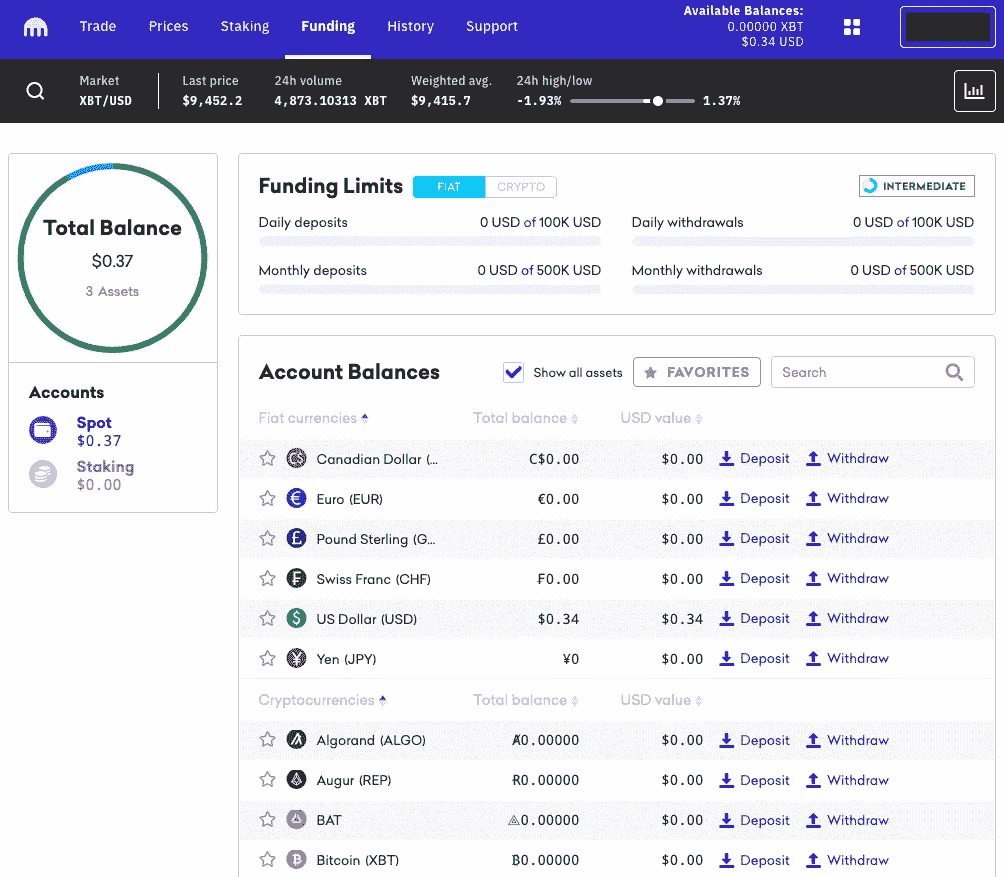 Trade Prices Staking Funding History Support
Available Balances:
0.00000 XBT
$0.34 USD
Market Last price 24h volume Weighted avg. 24h high/low
XBT/USD $9,452.2 4,873.10313 XBT $9,415.7 -1.93% 1.37%
Total Balance
$0.37
3 Assets
Accounts
Spot
$0.37
Staking
$0.00
Funding Limits FIAT CRYPTO INTERMEDIATE
Daily deposits 0 USD of 100K USD Daily withdrawals 0 USD of 100K USD
Monthly deposits 0 USD of 500K USD Monthly withdrawals 0 USD of 500K USD
Account Balances Show all assets FAVORITES Search
Fiat currencies Total balance USD value
Canadian Dollar (... C$0.00 $0.00 Deposit Withdraw
Euro (EUR) €0.00 $0.00 Deposit Withdraw
Pound Sterling (G... £0.00 $0.00 Deposit Withdraw
Swiss Franc (CHF) ₣0.00 $0.00 Deposit Withdraw
US Dollar (USD) $0.34 $0.34 Deposit Withdraw
Yen (JPY) ¥0 $0.00 Deposit Withdraw
Cryptocurrencies Total balance USD value
Algorand (ALGO) Ⱥ0.00000 $0.00 Deposit Withdraw
Augur (REP) Ɍ0.00000 $0.00 Deposit Withdraw
BAT ⟁0.00000 $0.00 Deposit Withdraw
Bitcoin (XBT) ₿0.00000 $0.00 Deposit Withdraw